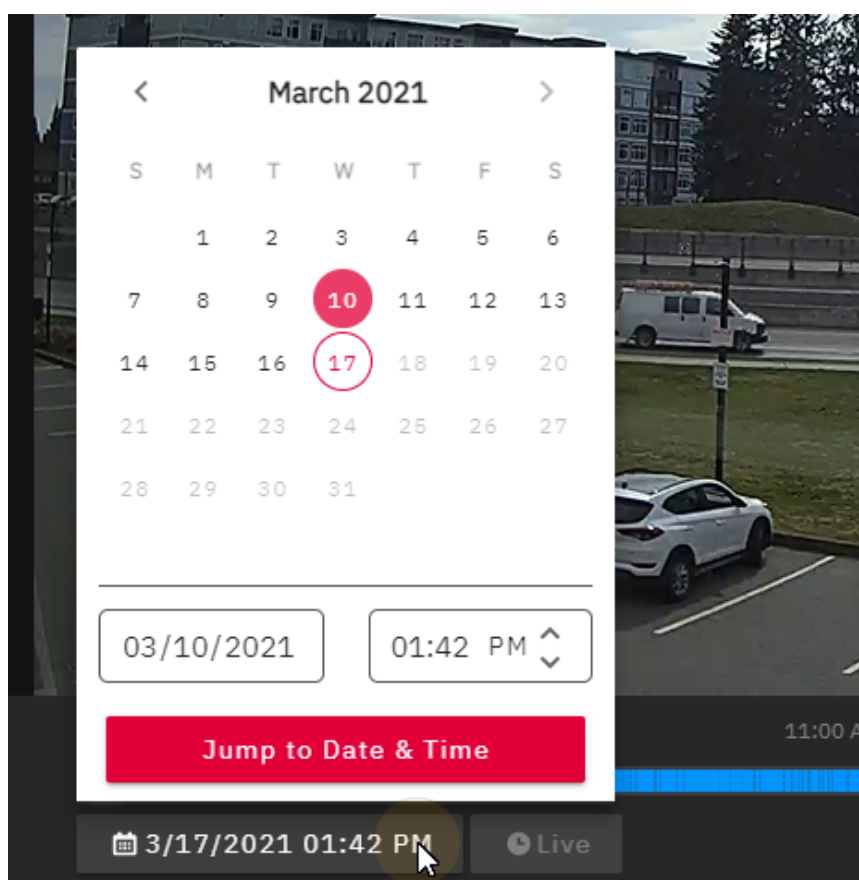 March 2021
S M T W T F S
1 2 3 4 5 6
7 8 9 10 11 12 13
14 15 16 17 18 19 20
21 22 23 24 25 26 27
28 29 30 31
03/10/2021 01:42 PM
Jump to Date & Time
11:00 A
3/17/2021 01:42 PM Live